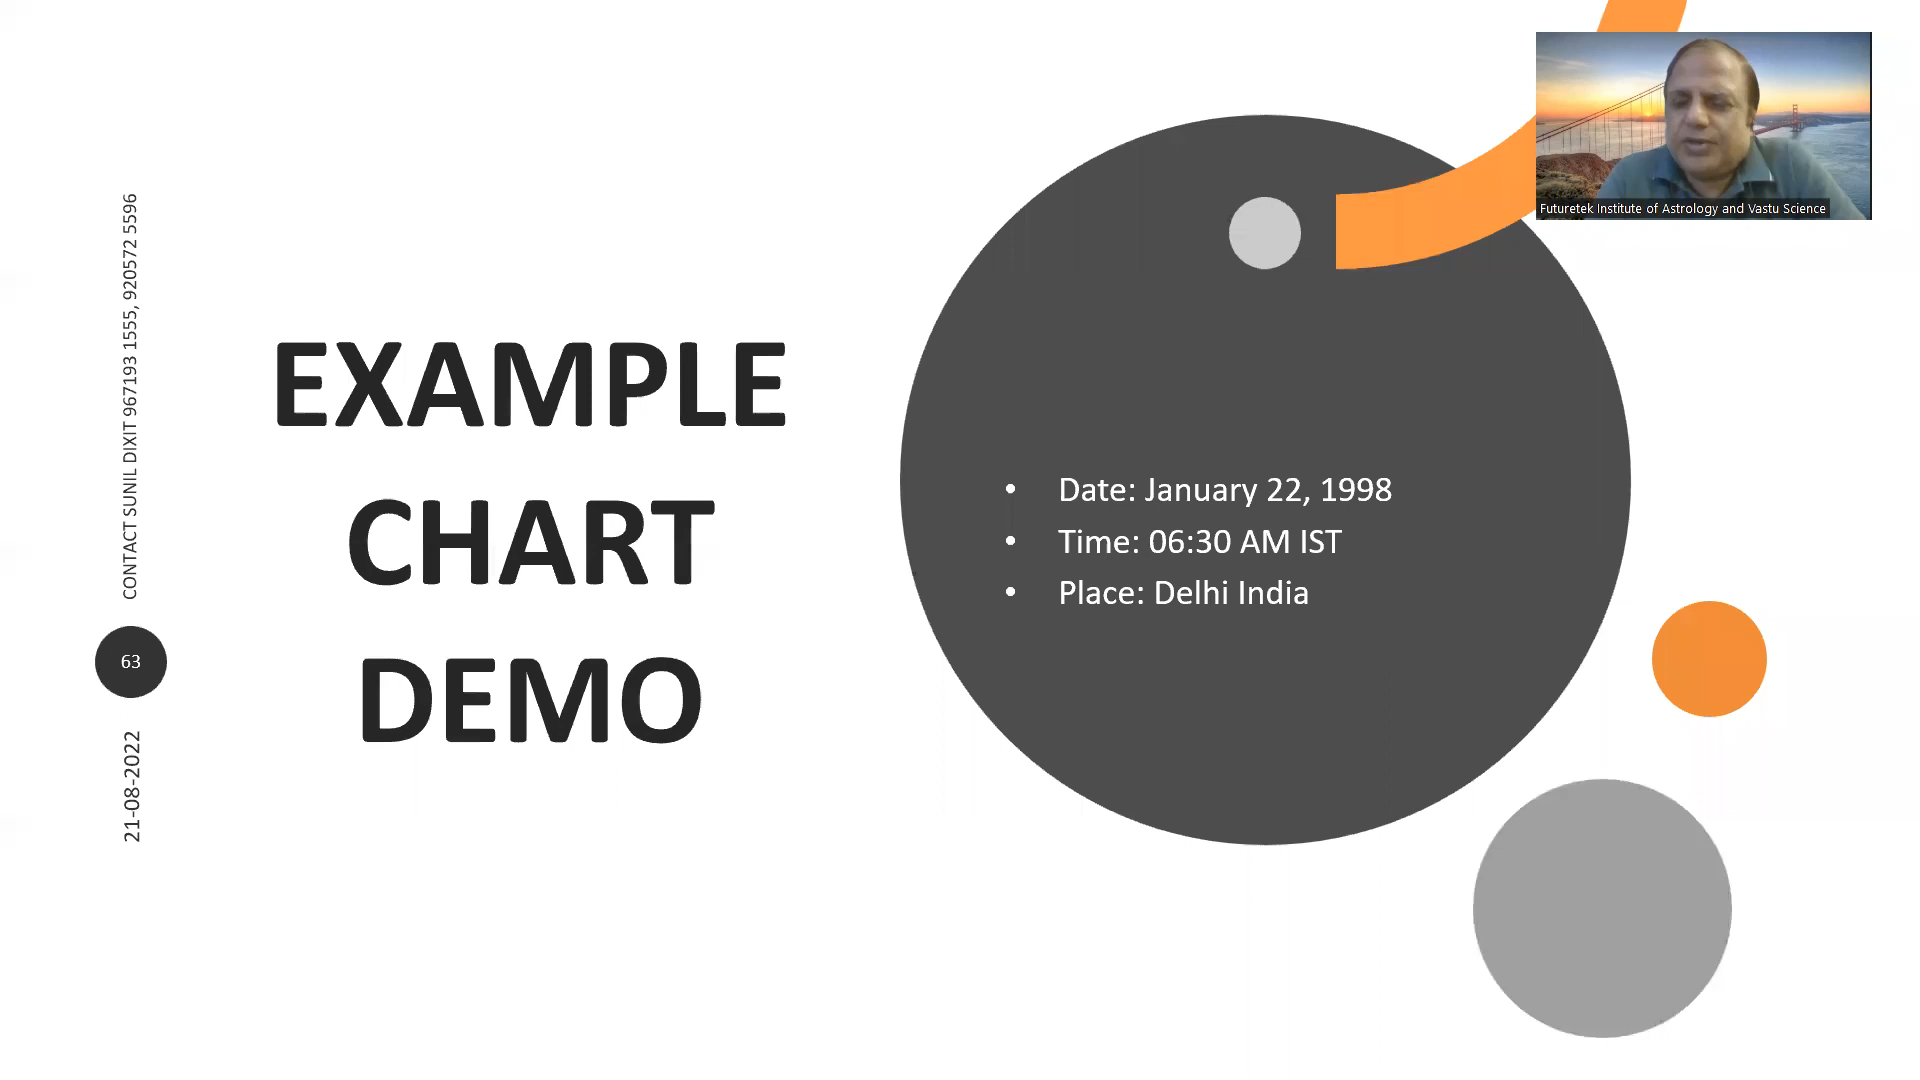 Futuretek Institute of Astrology and Vastu Science
CONTACT SUNIL DIXIT 967193 1555, 920572 5596
63
21-08-2022
EXAMPLE
CHART
DEMO
• Date: January 22, 1998
• Time: 06:30 AM IST
• Place: Delhi India